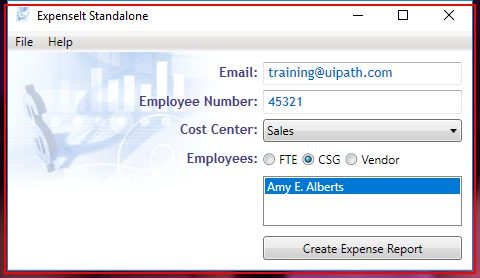 ExpenseIt Standalone
File Help
Email: training@uipath.com
Employee Number: 45321
Cost Center: Sales
Employees: FTE CSG Vendor
Amy E. Alberts
Create Expense Report